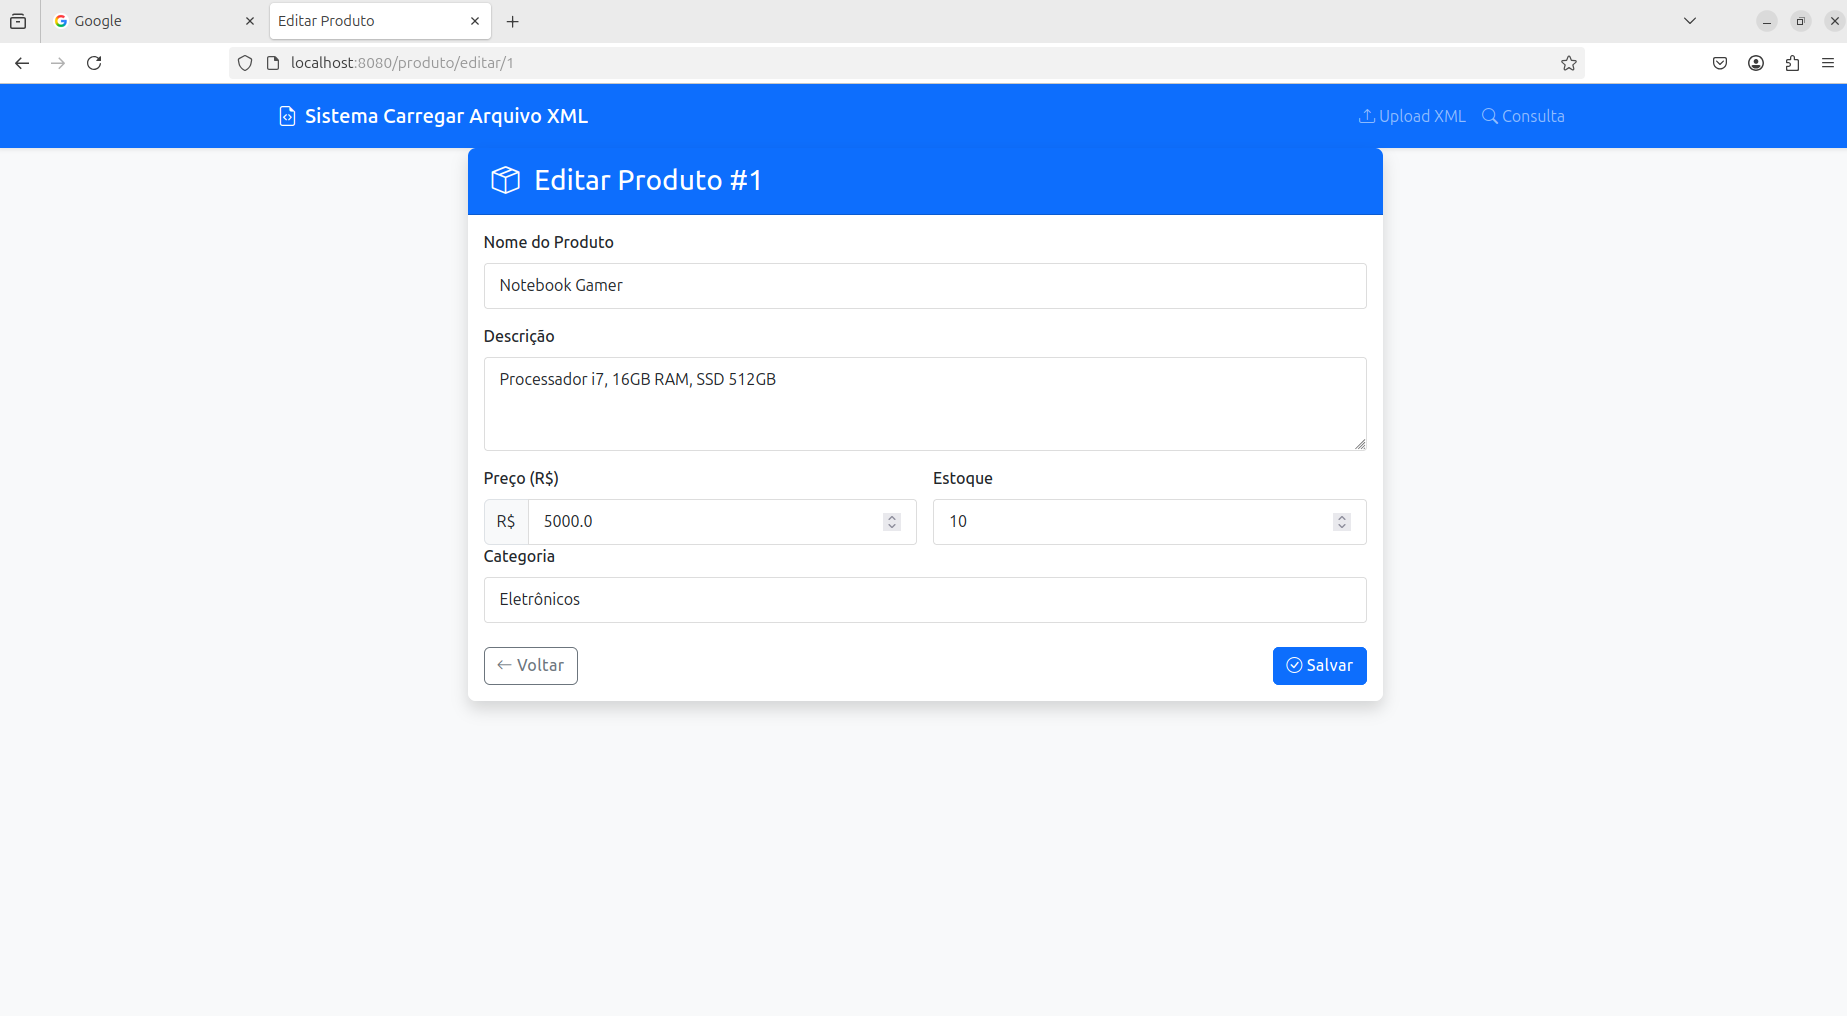 Google
Editar Produto
localhost:8080/produto/editar/1
Sistema Carregar Arquivo XML
Upload XML
Consulta
Editar Produto #1
Nome do Produto
Notebook Gamer
Descrição
Processador i7, 16GB RAM, SSD 512GB
Preço (R$)
Estoque
R$
5000.0
10
Categoria
Eletrônicos
Voltar
Salvar